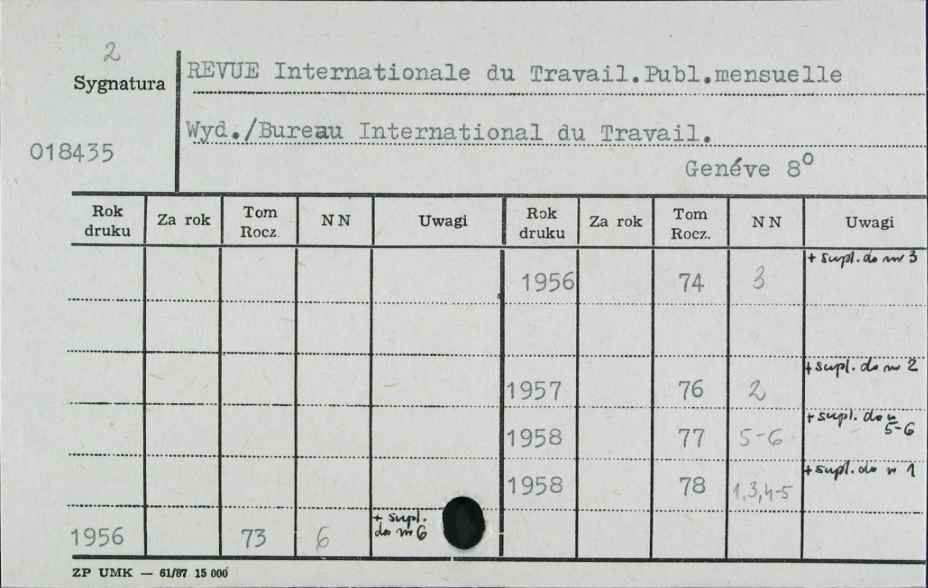 2
Sygnatura
REVUE Internationale du Travail.Publ.mensuelle
Wyd./Bureau International du Travail.
018435
Genéve 8°
Rok druku Za rok Tom Rocz. NN Uwagi Rok druku Za rok Tom Rocz. NN Uwagi
1956 74 3 + supl. do nr 3
1957 76 2 + supl. do nr 2
1958 77 5-6 + supl. do n 5-6
1958 78 1,3,4-5 + supl. do n 1
1956 73 6 + supl. do nr 6
ZP UMK — 61/87 15 000